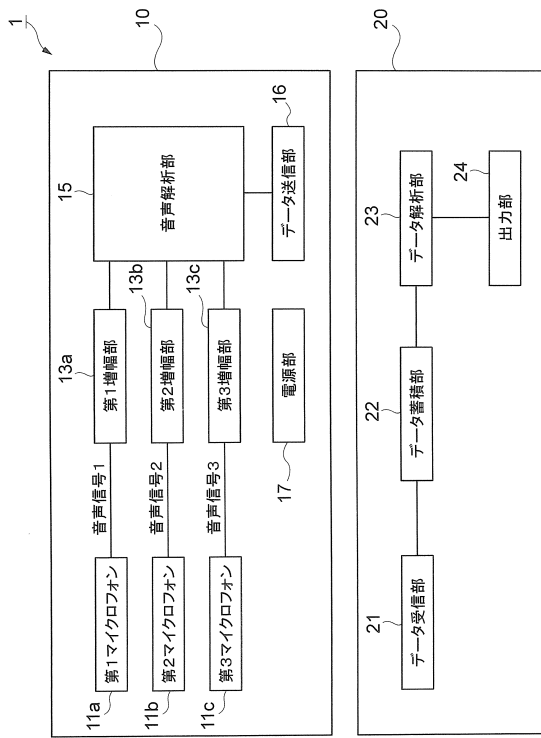 1
10
第1マイクロフォン
11a
音声信号1
第1増幅部
13a
第2マイクロフォン
11b
音声信号2
第2増幅部
13b
第3マイクロフォン
11c
音声信号3
第3増幅部
13c
音声解析部
15
データ送信部
16
電源部
17
20
データ受信部
21
データ蓄積部
22
データ解析部
23
出力部
24